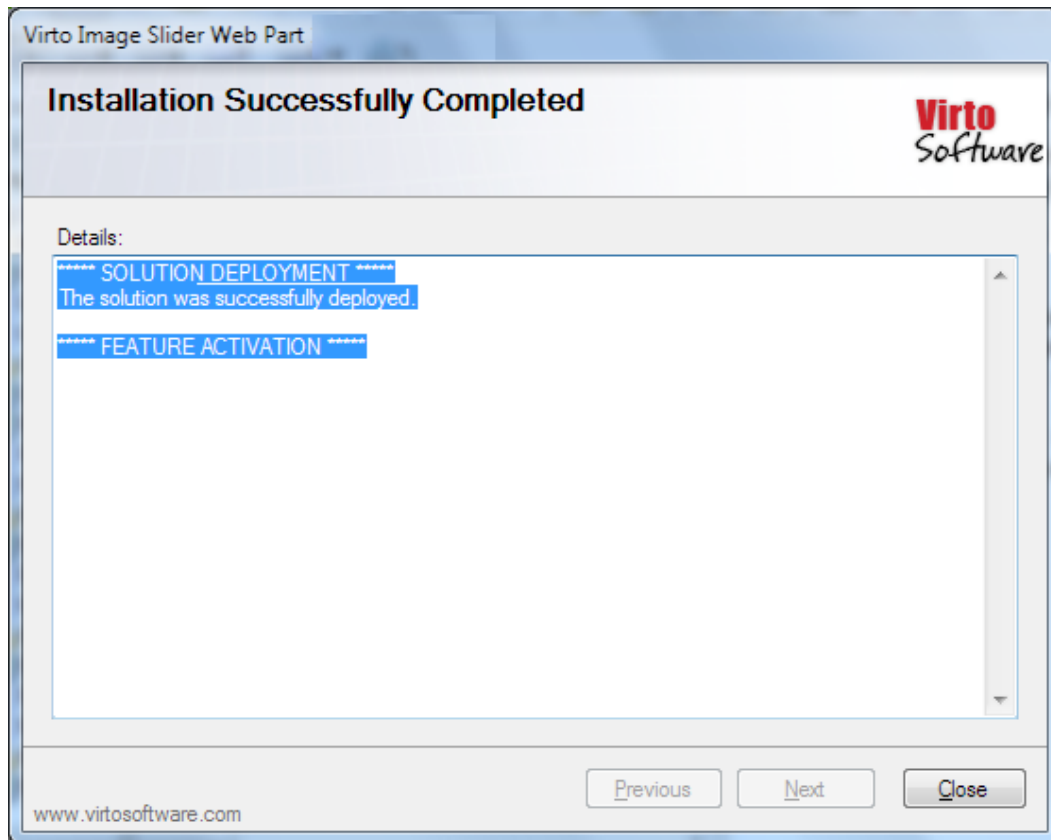 Virto Image Slider Web Part
Installation Successfully Completed
Virto
Software
Details:
***** SOLUTION DEPLOYMENT *****
The solution was successfully deployed.
***** FEATURE ACTIVATION *****
Previous
Next
Close
www.virtosoftware.com